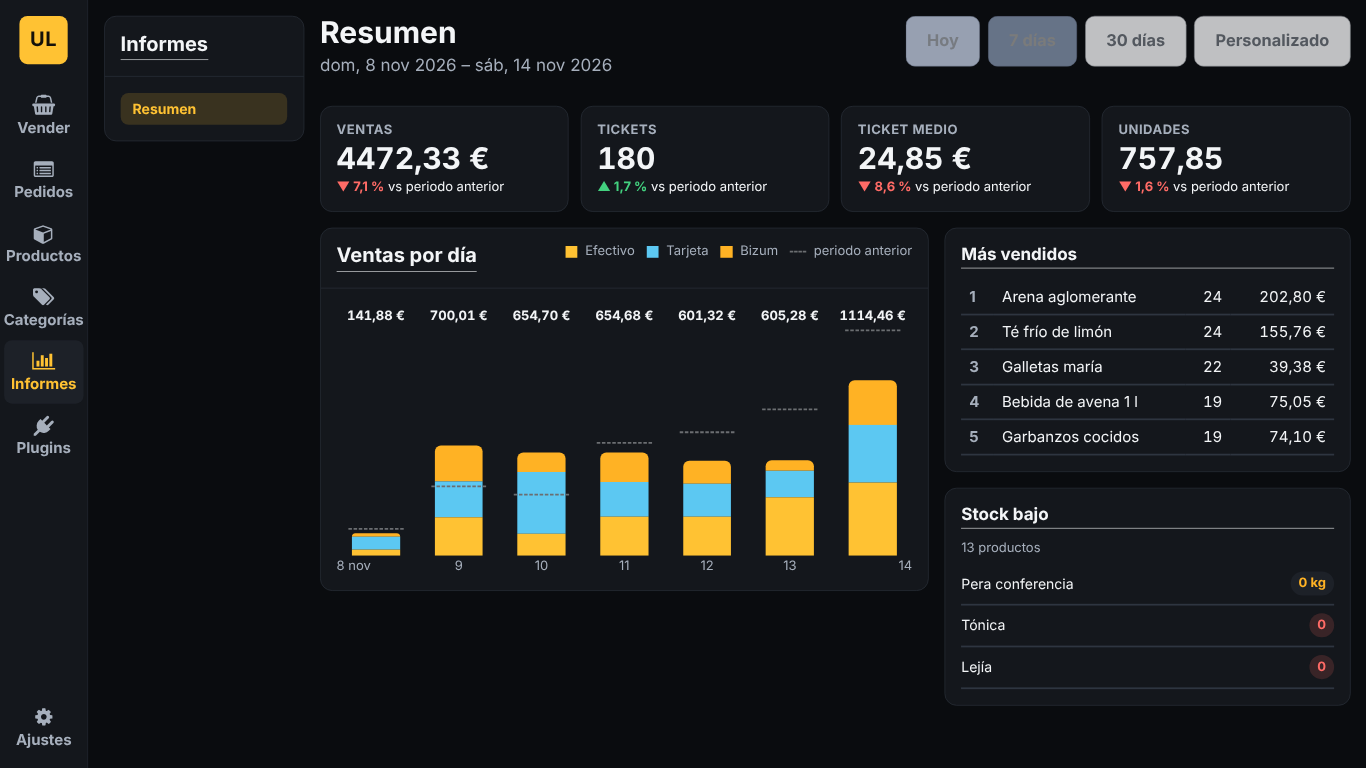 UL
Vender
Pedidos
Productos
Categorías
Informes
Plugins
Ajustes
Informes
Resumen
Resumen
dom, 8 nov 2026 – sáb, 14 nov 2026
Hoy
7 días
30 días
Personalizado
VENTAS
4472,33 €
▼ 7,1 % vs periodo anterior
TICKETS
180
▲ 1,7 % vs periodo anterior
TICKET MEDIO
24,85 €
▼ 8,6 % vs periodo anterior
UNIDADES
757,85
▼ 1,6 % vs periodo anterior
Ventas por día
Efectivo Tarjeta Bizum periodo anterior
141,88 € 700,01 € 654,70 € 654,68 € 601,32 € 605,28 € 1114,46 €
8 nov 9 10 11 12 13 14
Más vendidos
1 Arena aglomerante 24 202,80 €
2 Té frío de limón 24 155,76 €
3 Galletas maría 22 39,38 €
4 Bebida de avena 1 l 19 75,05 €
5 Garbanzos cocidos 19 74,10 €
Stock bajo
13 productos
Pera conferencia 0 kg
Tónica 0
Lejía 0